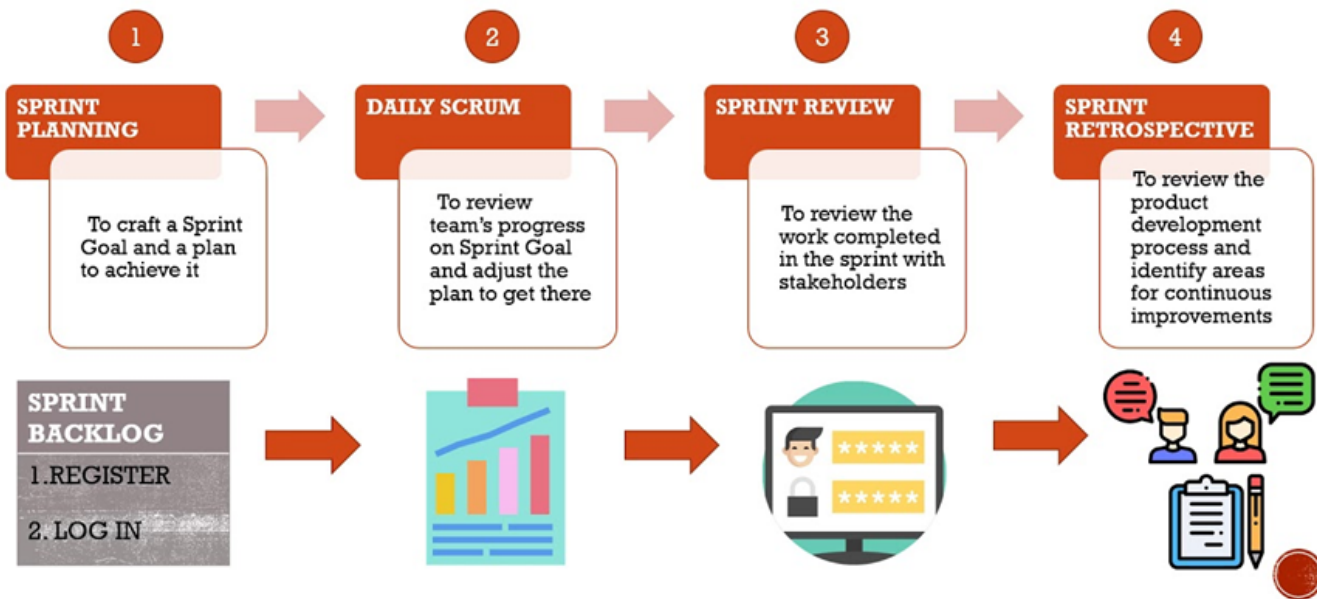 1
2
3
4
SPRINT
PLANNING
To craft a Sprint
Goal and a plan
to achieve it
DAILY SCRUM
To review
team's progress
on Sprint Goal
and adjust the
plan to get there
SPRINT REVIEW
To review the
work completed
in the sprint with
stakeholders
SPRINT
RETROSPECTIVE
To review the
product
development
process and
identify areas
for continuous
improvements
SPRINT
BACKLOG
1.REGISTER
2. LOG IN
*****
*****